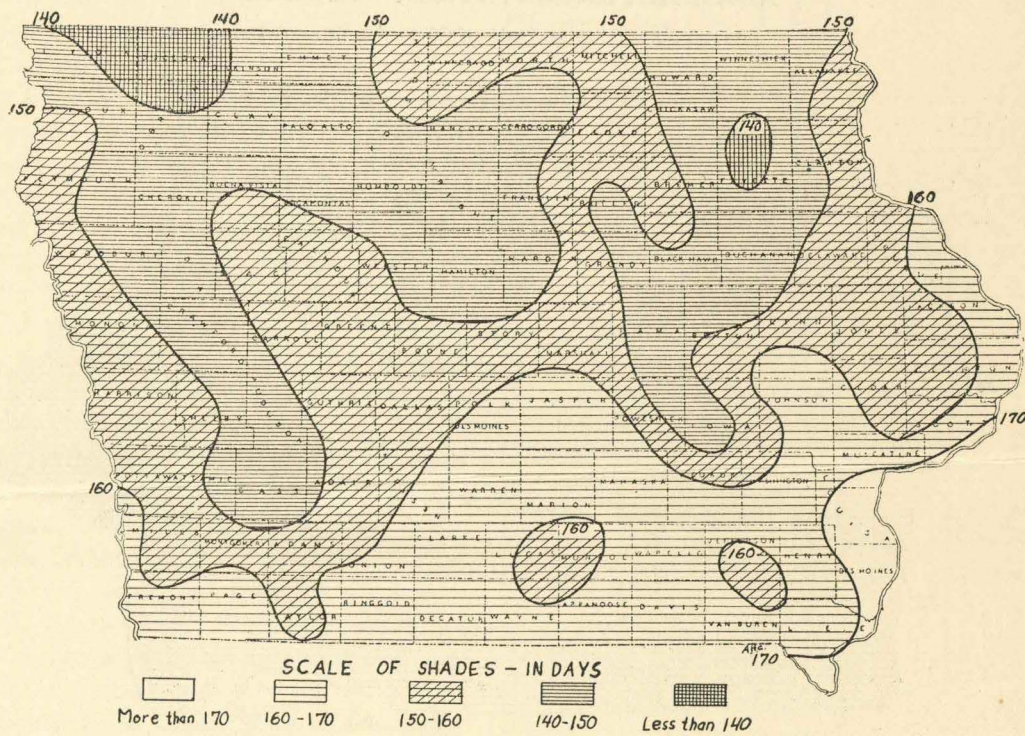 140 140 150 150 150
EMMET WINNEBAGO WORTH MITCHELL WINNESHIEK ALLAMAKEE
HOWARD
150 CLAY PALO ALTO HANCOCK CERRO GORDO FLOYD CHICKASAW 140
CLAYTON
PLYMOUTH CHEROKEE BUENA VISTA POCAHONTAS HUMBOLDT FRANKLIN BUTLER BREMER FAYETTE
160
WOODBURY WEBSTER HAMILTON HARDIN GRUNDY BLACK HAWK BUCHANAN DELAWARE
MONONA CRAWFORD CARROLL GREENE BOONE STORY MARSHALL TAMA BENTON LINN JONES JACKSON
HARRISON SHELBY GUTHRIE DALLAS POLK JASPER IOWA JOHNSON CEDAR
DES MOINES SCOTT 170
MUSCATINE
160 CASS ADAIR WARREN MARION MAHASKA
MONTGOMERY ADAMS UNION CLARKE LUCAS 160 MONROE WAPELLO JEFFERSON 160 HENRY DES MOINES
FREMONT PAGE TAYLOR RINGGOLD DECATUR WAYNE APPANOOSE DAVIS VAN BUREN LEE
170
SCALE OF SHADES - IN DAYS
More than 170 160-170 150-160 140-150 Less than 140